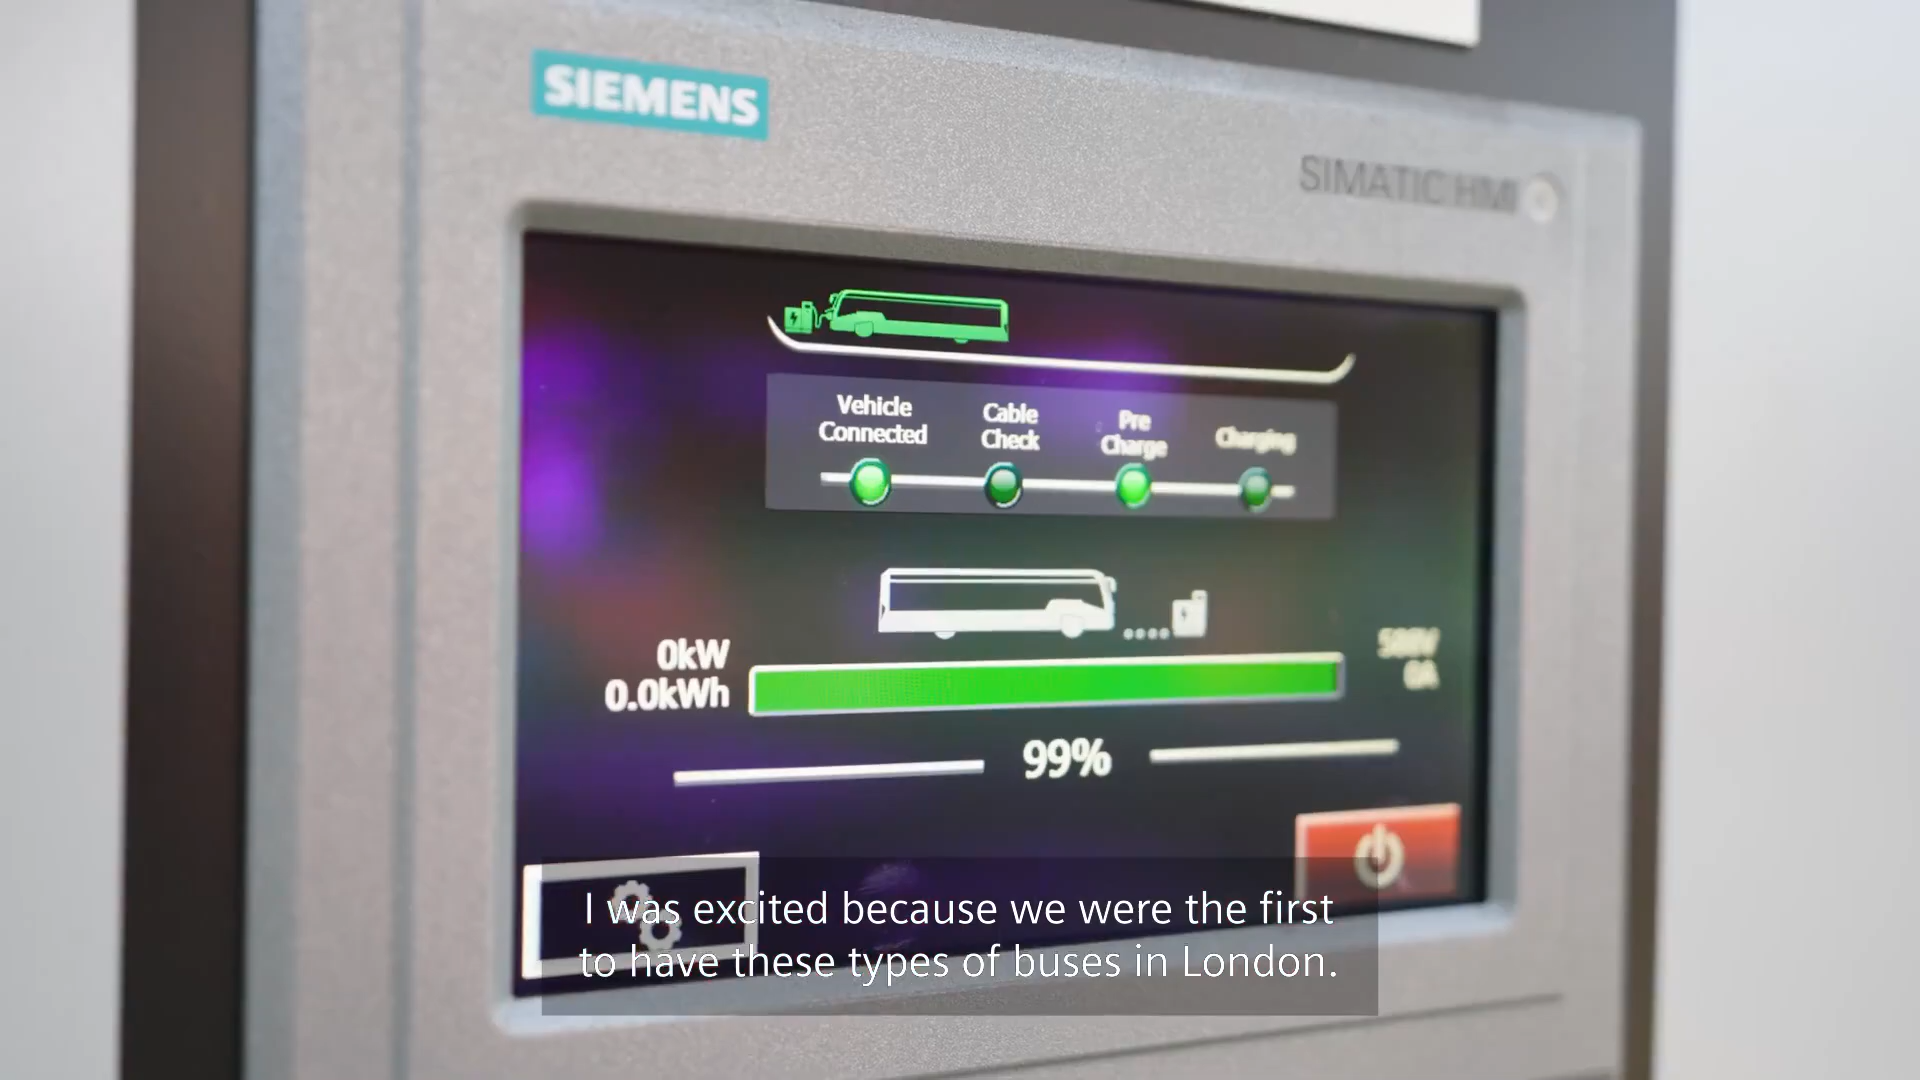 SIEMENS
SIMATIC HMI
Vehicle
Connected
Cable
Check
Pre
Charge
Charging
0kW
0.0kWh
0A
99%
I was excited because we were the first
to have these types of buses in London.